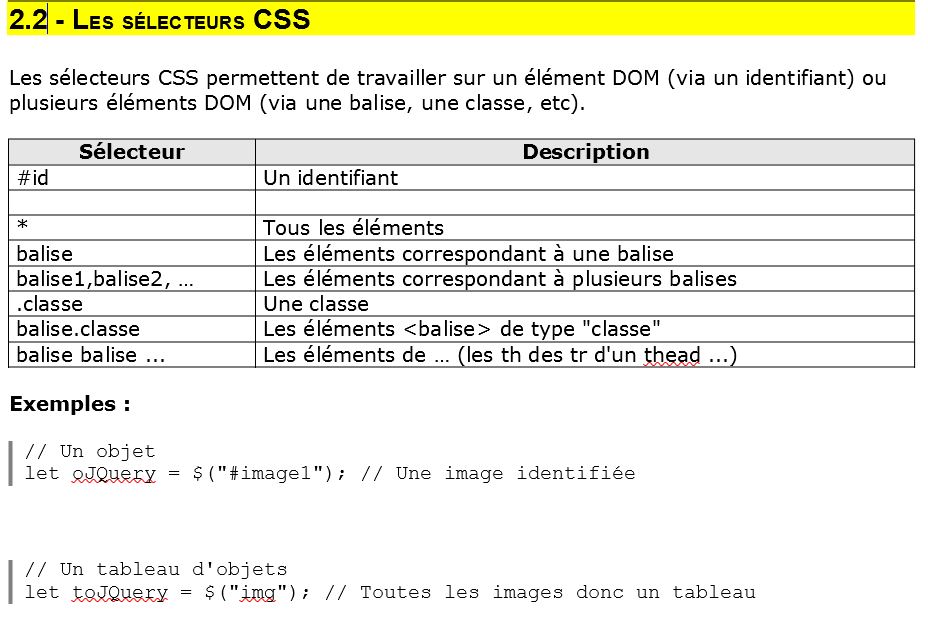 2.2 - Les sélecteurs CSS
Les sélecteurs CSS permettent de travailler sur un élément DOM (via un identifiant) ou
plusieurs éléments DOM (via une balise, une classe, etc).
Sélecteur Description
#id Un identifiant
* Tous les éléments
balise Les éléments correspondant à une balise
balise1,balise2, ... Les éléments correspondant à plusieurs balises
.classe Une classe
balise.classe Les éléments <balise> de type "classe"
balise balise ... Les éléments de ... (les th des tr d'un thead ...)
Exemples :
// Un objet
let oJQuery = $("#image1"); // Une image identifiée
// Un tableau d'objets
let toJQuery = $("img"); // Toutes les images donc un tableau